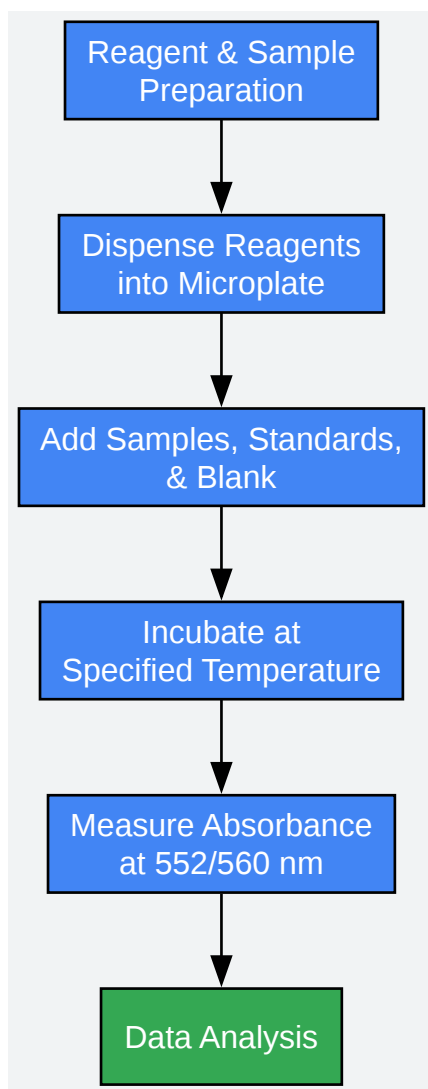 Reagent & Sample
Preparation
Dispense Reagents
into Microplate
Add Samples, Standards,
& Blank
Incubate at
Specified Temperature
Measure Absorbance
at 552/560 nm
Data Analysis